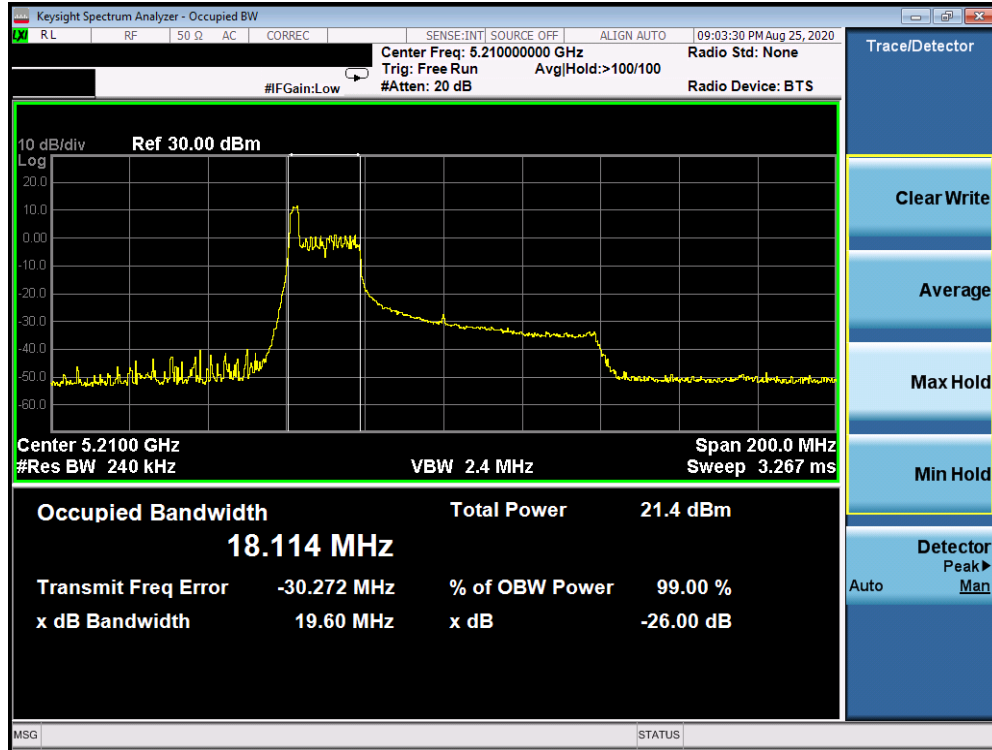 Keysight Spectrum Analyzer - Occupied BW
LXI RL RF 50 Ω AC CORREC SENSE:INT SOURCE OFF ALIGN AUTO 09:03:30 PM Aug 25, 2020
Center Freq: 5.210000000 GHz Radio Std: None
Trig: Free Run Avg|Hold:>100/100
#IFGain:Low #Atten: 20 dB Radio Device: BTS
Trace/Detector
10 dB/div Ref 30.00 dBm
Log
20.0
10.0
0.00
-10.0
-20.0
-30.0
-40.0
-50.0
-60.0
Center 5.2100 GHz Span 200.0 MHz
#Res BW 240 kHz VBW 2.4 MHz Sweep 3.267 ms
Occupied Bandwidth Total Power 21.4 dBm
18.114 MHz
Transmit Freq Error -30.272 MHz % of OBW Power 99.00 %
x dB Bandwidth 19.60 MHz x dB -26.00 dB
Clear Write
Average
Max Hold
Min Hold
Detector
Peak▶
Auto Man
MSG STATUS